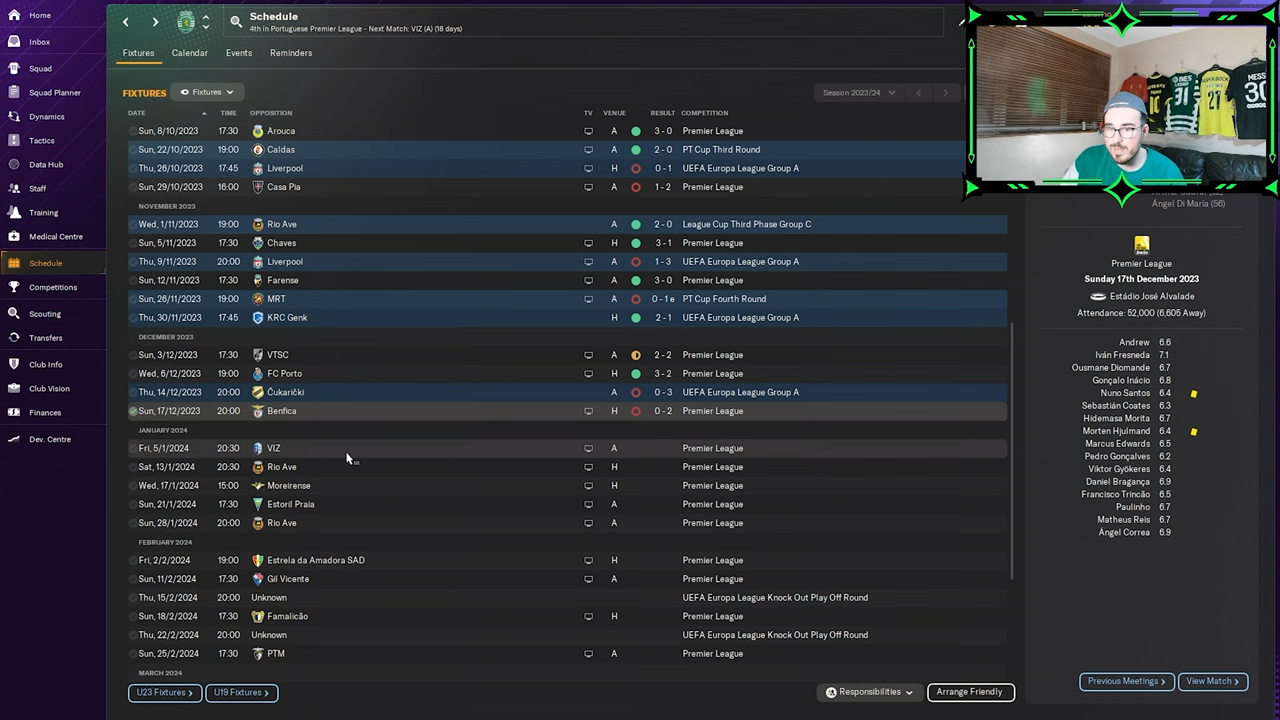 Home
Inbox
Squad
Squad Planner
Dynamics
Tactics
Data Hub
Staff
Training
Medical Centre
Schedule
Competitions
Scouting
Transfers
Club Info
Club Vision
Finances
Dev. Centre
Schedule
4th in Portuguese Premier League - Next Match: VIZ (A) (18 days)
Fixtures Calendar Events Reminders
FIXTURES Fixtures Season 2023/24
DATE TIME OPPOSITION TV VENUE RESULT COMPETITION
Sun, 8/10/2023 17:30 Arouca A 3 - 0 Premier League
Sun, 22/10/2023 19:00 Caldas A 2 - 0 PT Cup Third Round
Thu, 26/10/2023 17:45 Liverpool H 0 - 1 UEFA Europa League Group A
Sun, 29/10/2023 16:00 Casa Pia A 1 - 2 Premier League
NOVEMBER 2023
Wed, 1/11/2023 19:00 Rio Ave A 2 - 0 League Cup Third Phase Group C
Sun, 5/11/2023 17:30 Chaves H 3 - 1 Premier League
Thu, 9/11/2023 20:00 Liverpool A 1 - 3 UEFA Europa League Group A
Sun, 12/11/2023 17:30 Farense A 3 - 0 Premier League
Sun, 26/11/2023 19:00 MRT A 0 - 1 e PT Cup Fourth Round
Thu, 30/11/2023 17:45 KRC Genk H 2 - 1 UEFA Europa League Group A
DECEMBER 2023
Sun, 3/12/2023 17:30 VTSC A 2 - 2 Premier League
Wed, 6/12/2023 19:00 FC Porto H 3 - 2 Premier League
Thu, 14/12/2023 20:00 Čukarički A 0 - 3 UEFA Europa League Group A
Sun, 17/12/2023 20:00 Benfica H 0 - 2 Premier League
JANUARY 2024
Fri, 5/1/2024 20:30 VIZ A Premier League
Sat, 13/1/2024 20:30 Rio Ave H Premier League
Wed, 17/1/2024 15:00 Moreirense H Premier League
Sun, 21/1/2024 17:30 Estoril Praia A Premier League
Sun, 28/1/2024 20:00 Rio Ave A Premier League
FEBRUARY 2024
Fri, 2/2/2024 19:00 Estrela da Amadora SAD H Premier League
Sun, 11/2/2024 17:30 Gil Vicente A Premier League
Thu, 15/2/2024 20:00 Unknown UEFA Europa League Knock Out Play Off Round
Sun, 18/2/2024 17:30 Famalicão H Premier League
Thu, 22/2/2024 20:00 Unknown UEFA Europa League Knock Out Play Off Round
Sun, 25/2/2024 17:30 PTM A Premier League
MARCH 2024
U23 Fixtures U19 Fixtures Responsibilities Arrange Friendly
BES
31
SUPER BOCK
21
MESS
30
Ángel Di María (56)
Premier League
Sunday 17th December 2023
Estádio José Alvalade
Attendance: 52,000 (6,605 Away)
Andrew 6.6
Iván Fresneda 7.1
Ousmane Diomande 6.7
Gonçalo Inácio 6.8
Nuno Santos 6.4
Sebastián Coates 6.3
Hidemasa Morita 6.7
Morten Hjulmand 6.4
Marcus Edwards 6.5
Pedro Gonçalves 6.2
Viktor Gyökeres 6.4
Daniel Bragança 6.9
Francisco Trincão 6.5
Paulinho 6.7
Matheus Reis 6.7
Ángel Correa 6.9
Previous Meetings View Match